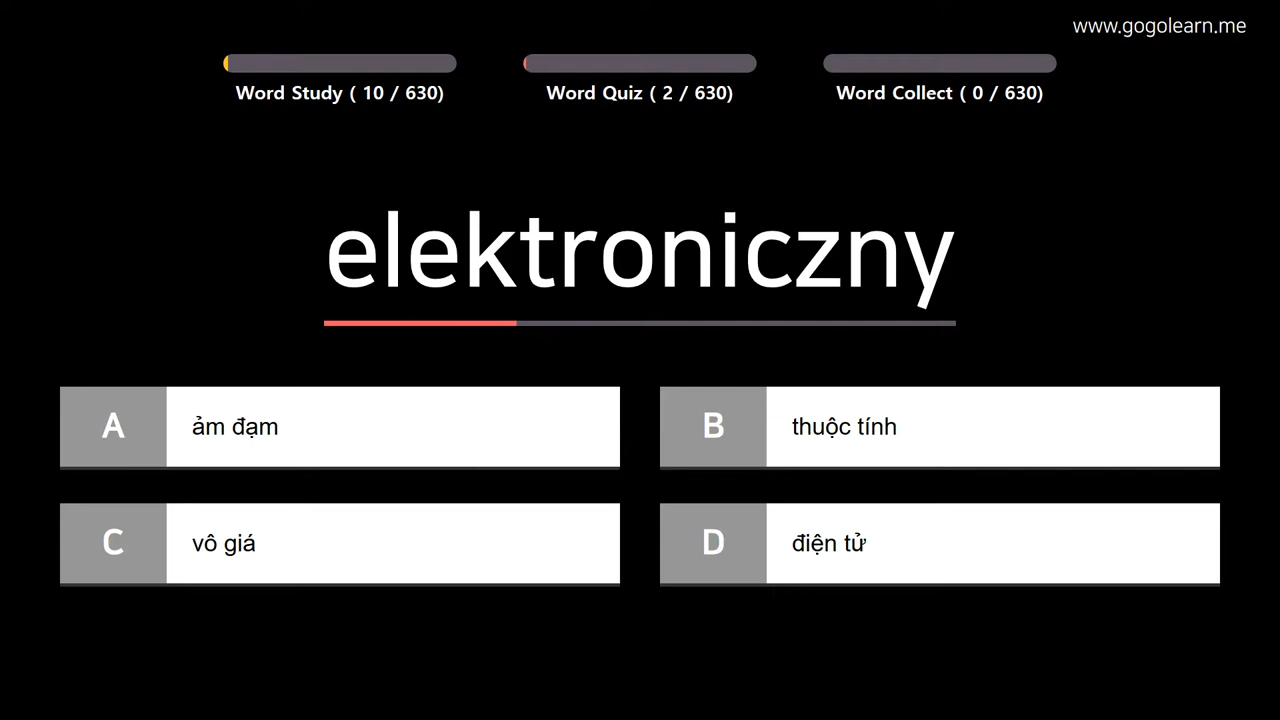 www.gogolearn.me
Word Study ( 10 / 630)
Word Quiz ( 2 / 630)
Word Collect ( 0 / 630)
elektroniczny
A ảm đạm
B thuộc tính
C vô giá
D điện tử